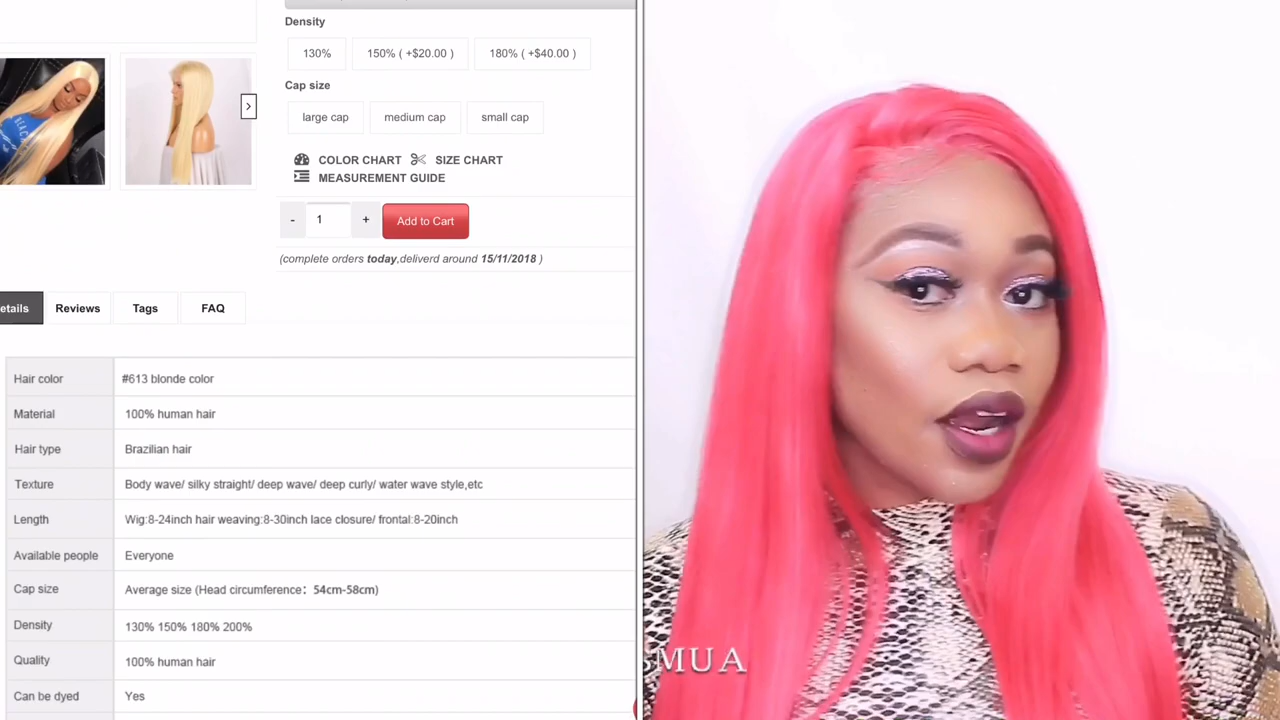 Density
130%
150% ( +$20.00 )
180% ( +$40.00 )
Cap size
large cap
medium cap
small cap
COLOR CHART
SIZE CHART
MEASUREMENT GUIDE
-
1
+
Add to Cart
(complete orders today,deliverd around 15/11/2018 )
etails
Reviews
Tags
FAQ
Hair color
#613 blonde color
Material
100% human hair
Hair type
Brazilian hair
Texture
Body wave/ silky straight/ deep wave/ deep curly/ water wave style,etc
Length
Wig:8-24inch hair weaving:8-30inch lace closure/ frontal:8-20inch
Available people
Everyone
Cap size
Average size (Head circumference: 54cm-58cm)
Density
130% 150% 180% 200%
Quality
100% human hair
Can be dyed
Yes
SMUA